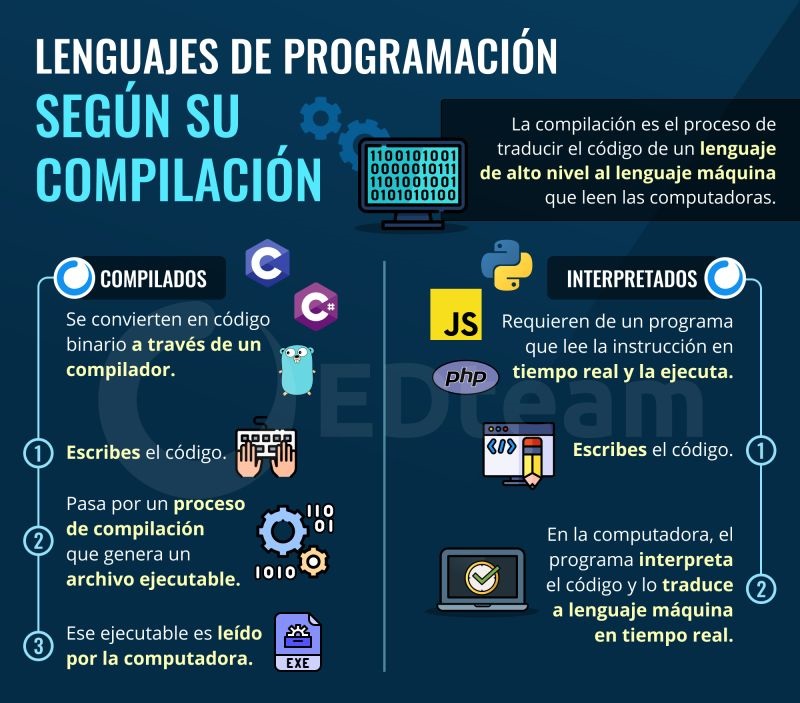 LENGUAJES DE PROGRAMACIÓN
SEGÚN SU
COMPILACIÓN
1100101001
0000001011
1101001001
0101010100
La compilación es el proceso de
traducir el código de un lenguaje
de alto nivel al lenguaje máquina
que leen las computadoras.
COMPILADOS
C
C#
Se convierten en código
binario a través de un
compilador.
1
Escribes el código.
2
Pasa por un proceso
de compilación
que genera un
archivo ejecutable.
110
01
1010
3
Ese ejecutable es leído
por la computadora.
EXE
INTERPRETADOS
JS
php
Requieren de un programa
que lee la instrucción en
tiempo real y la ejecuta.
</>
Escribes el código.
1
En la computadora, el
programa interpreta
el código y lo traduce
a lenguaje máquina
en tiempo real.
2
EDteam